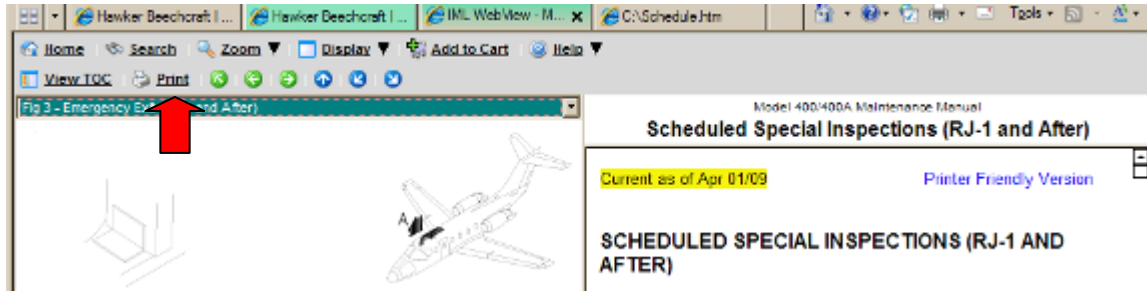 Hawker Beechcraft I... Hawker Beechcraft I... IML WebView - M... C:\Schedule.htm Tools
Home Search Zoom Display Add to Cart Help
View TOC Print
Fig 3 - Emergency and After)
Model 400/400A Maintenance Manual
Scheduled Special Inspections (RJ-1 and After)
Current as of Apr 01/09 Printer Friendly Version
A
SCHEDULED SPECIAL INSPECTIONS (RJ-1 AND
AFTER)